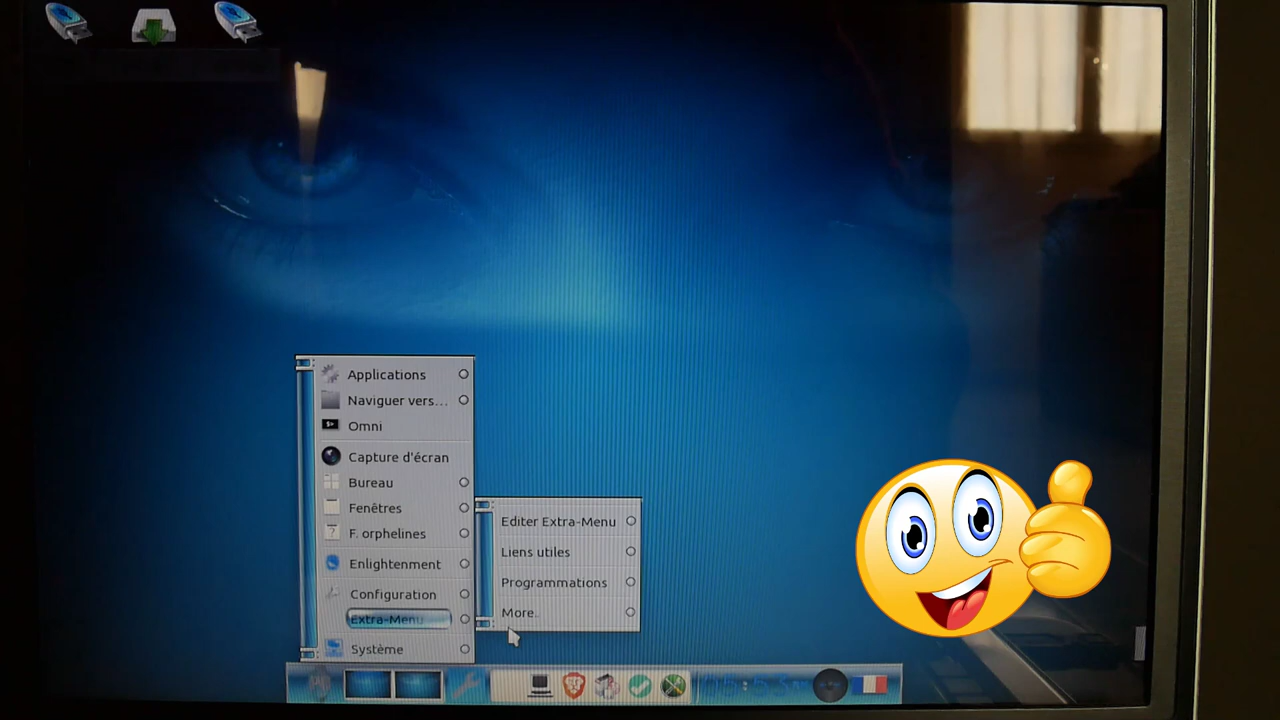 Applications
Naviguer vers...
Omni
Capture d'écran
Bureau
Fenêtres
F. orphelines
Enlightenment
Configuration
Extra-Menu
Système
Editer Extra-Menu
Liens utiles
Programmations
More..